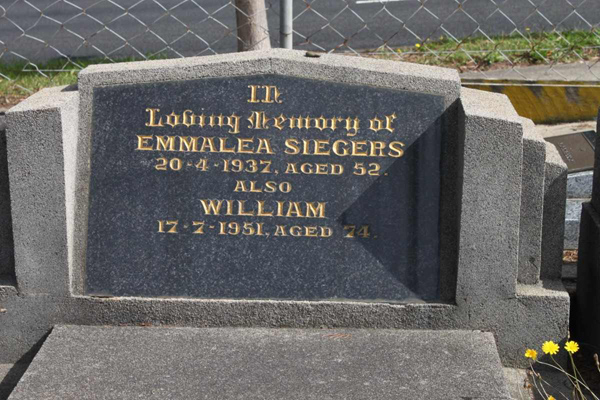 In
Loving Memory of
EMMALEA SIEGERS
20-4-1937, AGED 52.
ALSO
WILLIAM
17-7-1951, AGED 74.